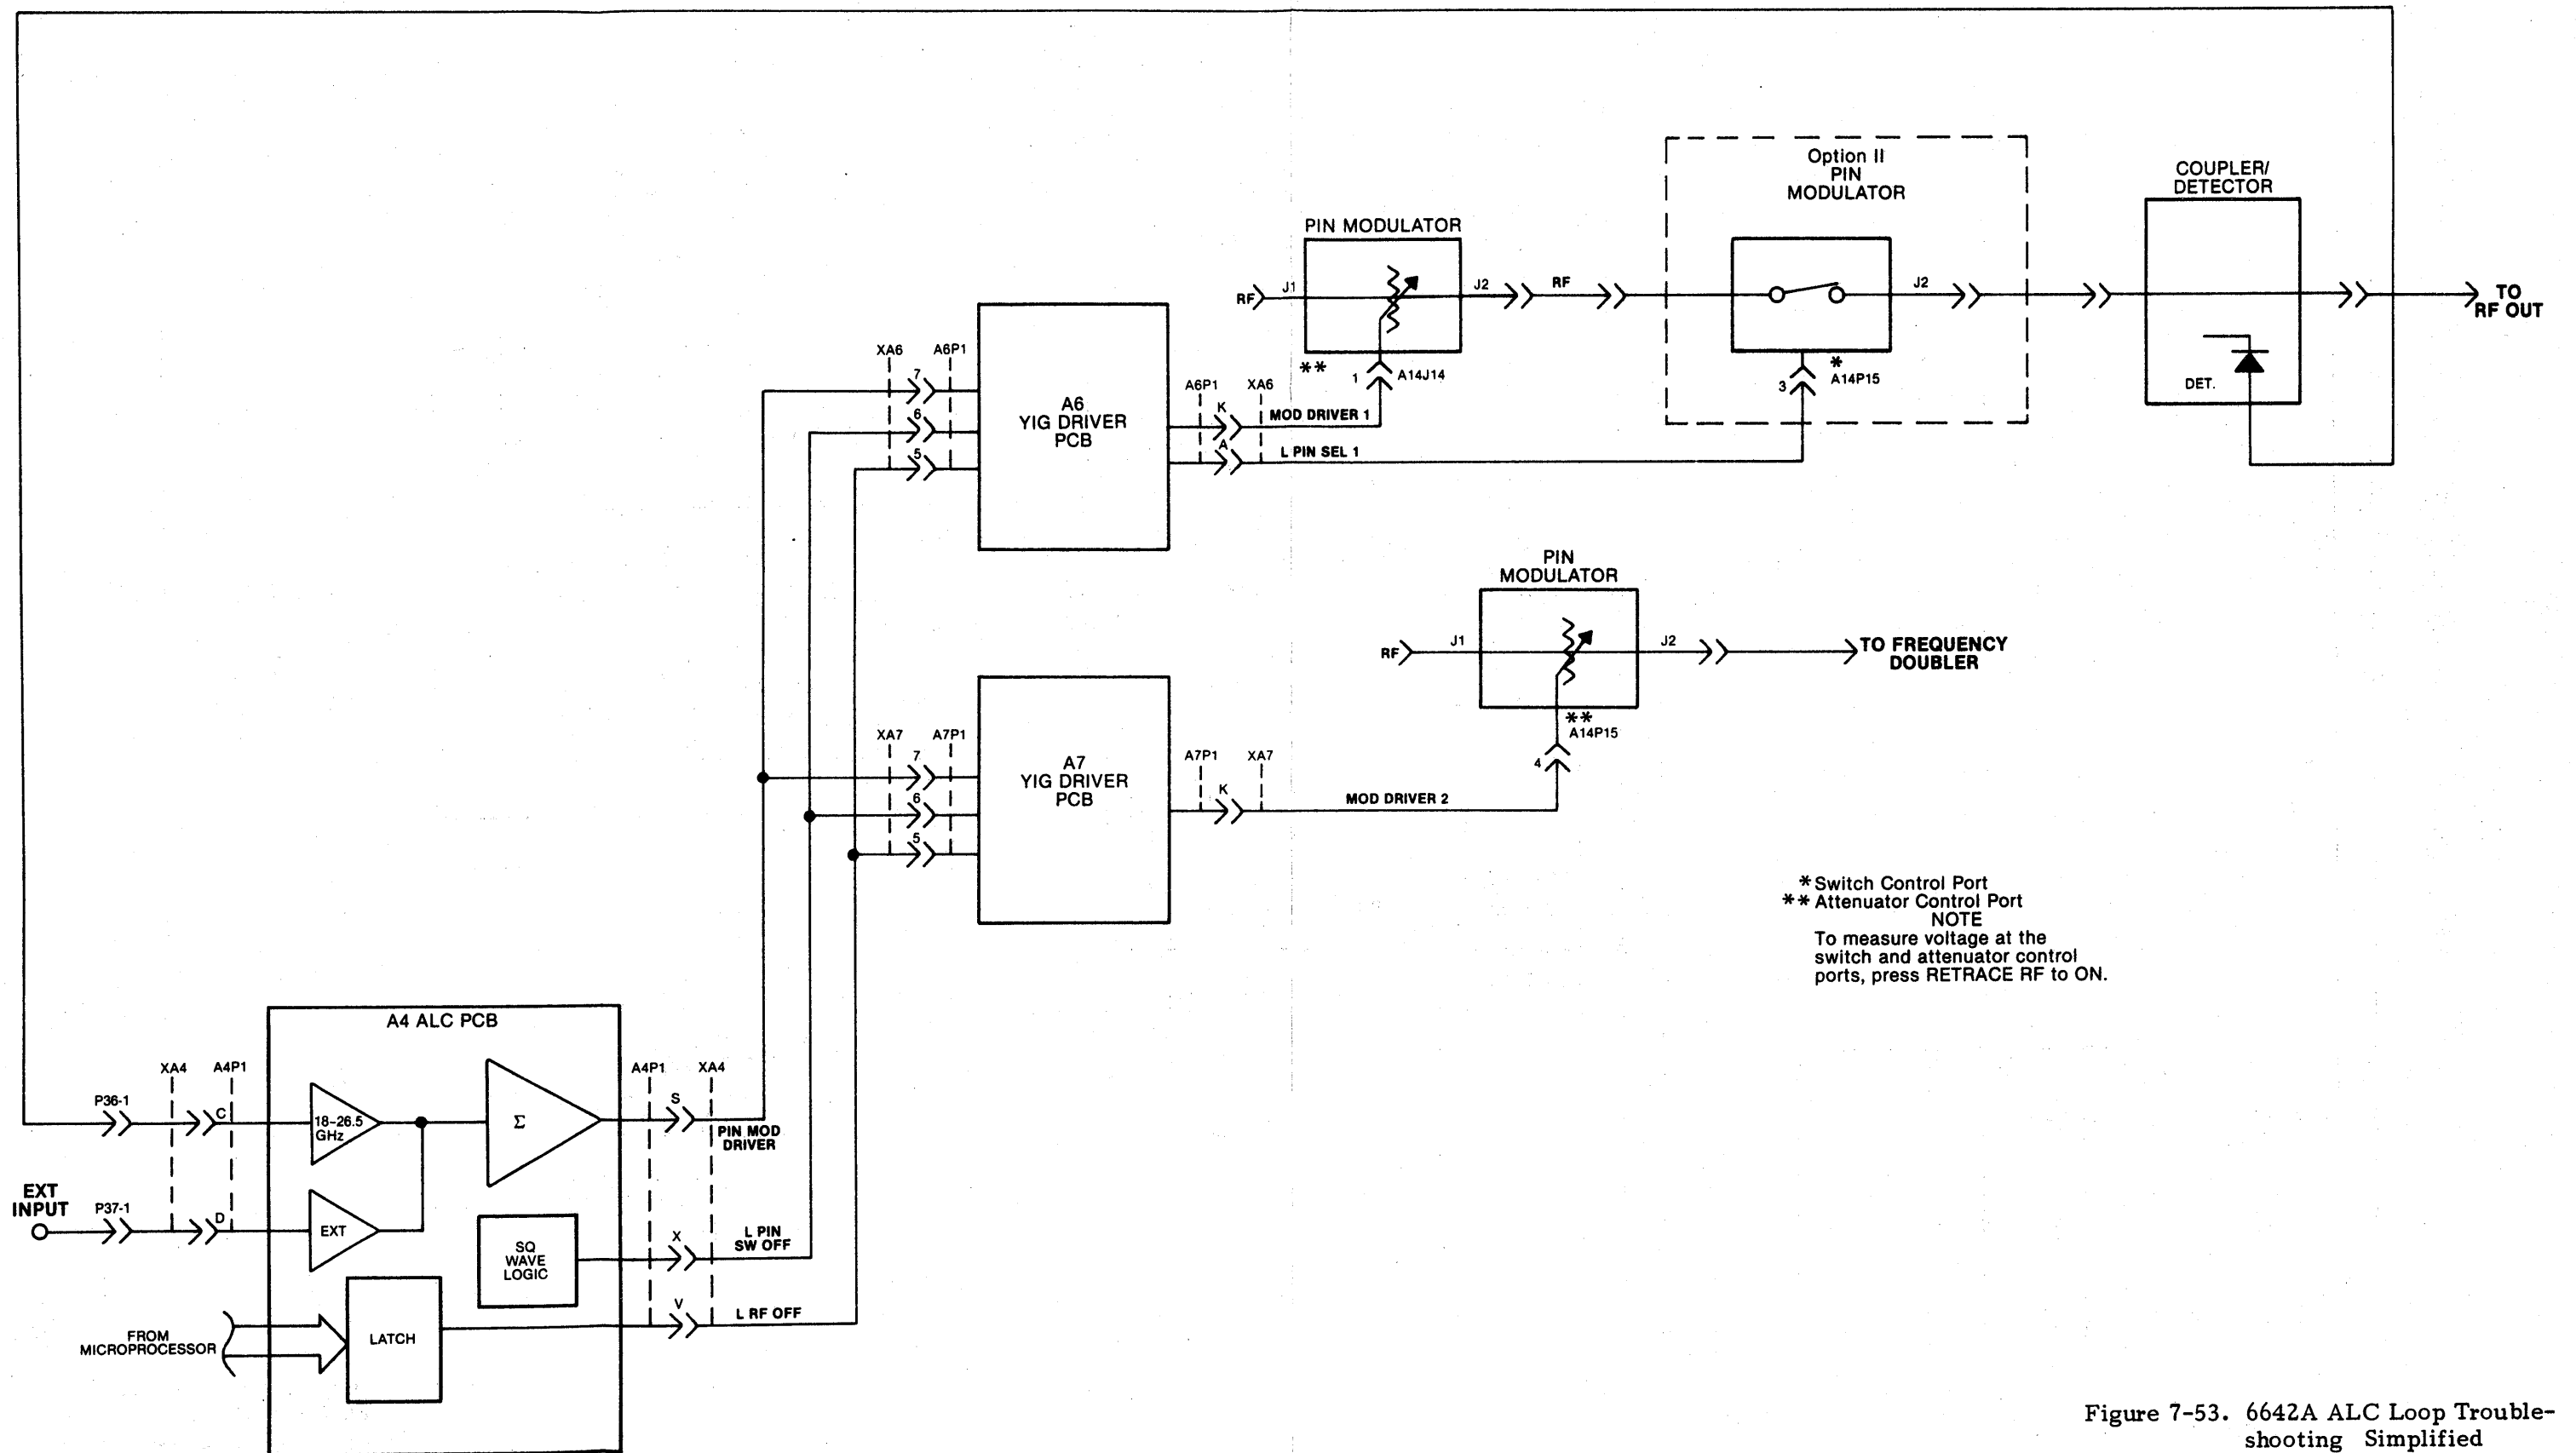 Option II
PIN
MODULATOR
COUPLER/
DETECTOR
PIN MODULATOR
RF
J1
J2
RF
J2
TO
RF OUT
**
1
A14J14
*
3
A14P15
DET.
XA6
A6P1
7
6
5
A6
YIG DRIVER
PCB
A6P1
XA6
K
MOD DRIVER 1
A
L PIN SEL 1
PIN
MODULATOR
RF
J1
J2
TO FREQUENCY
DOUBLER
**
A14P15
4
XA7
A7P1
7
6
5
A7
YIG DRIVER
PCB
A7P1
XA7
K
MOD DRIVER 2
* Switch Control Port
** Attenuator Control Port
NOTE
To measure voltage at the
switch and attenuator control
ports, press RETRACE RF to ON.
A4 ALC PCB
XA4
A4P1
A4P1
XA4
P36-1
C
18-26.5
GHz
Σ
S
PIN MOD
DRIVER
EXT
INPUT
P37-1
D
EXT
SQ
WAVE
LOGIC
X
L PIN
SW OFF
V
L RF OFF
FROM
MICROPROCESSOR
LATCH
Figure 7-53. 6642A ALC Loop Trouble-
shooting Simplified